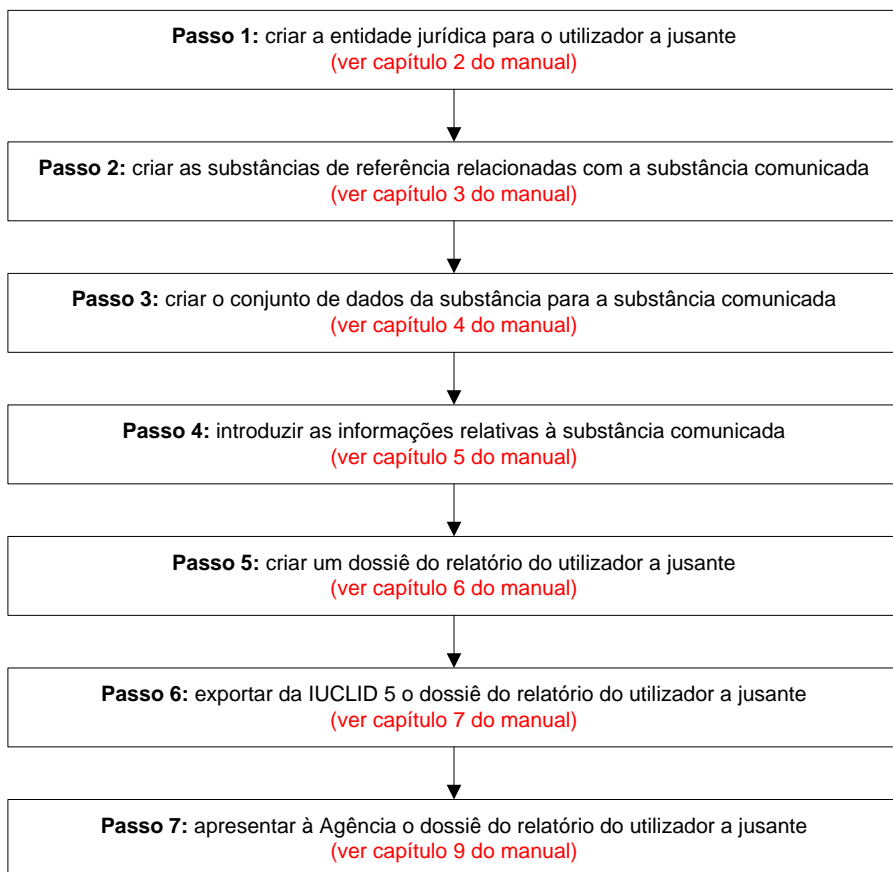 Passo 1: criar a entidade jurídica para o utilizador a jusante
(ver capítulo 2 do manual)
Passo 2: criar as substâncias de referência relacionadas com a substância comunicada
(ver capítulo 3 do manual)
Passo 3: criar o conjunto de dados da substância para a substância comunicada
(ver capítulo 4 do manual)
Passo 4: introduzir as informações relativas à substância comunicada
(ver capítulo 5 do manual)
Passo 5: criar um dossiê do relatório do utilizador a jusante
(ver capítulo 6 do manual)
Passo 6: exportar da IUCLID 5 o dossiê do relatório do utilizador a jusante
(ver capítulo 7 do manual)
Passo 7: apresentar à Agência o dossiê do relatório do utilizador a jusante
(ver capítulo 9 do manual)